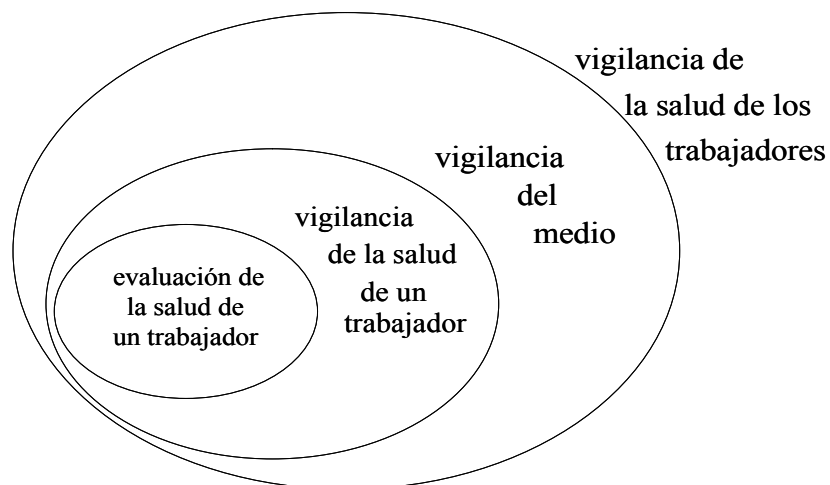 vigilancia de
la salud de los
trabajadores
vigilancia
del
medio
vigilancia
de la salud
de un
trabajador
evaluación de
la salud de
un trabajador